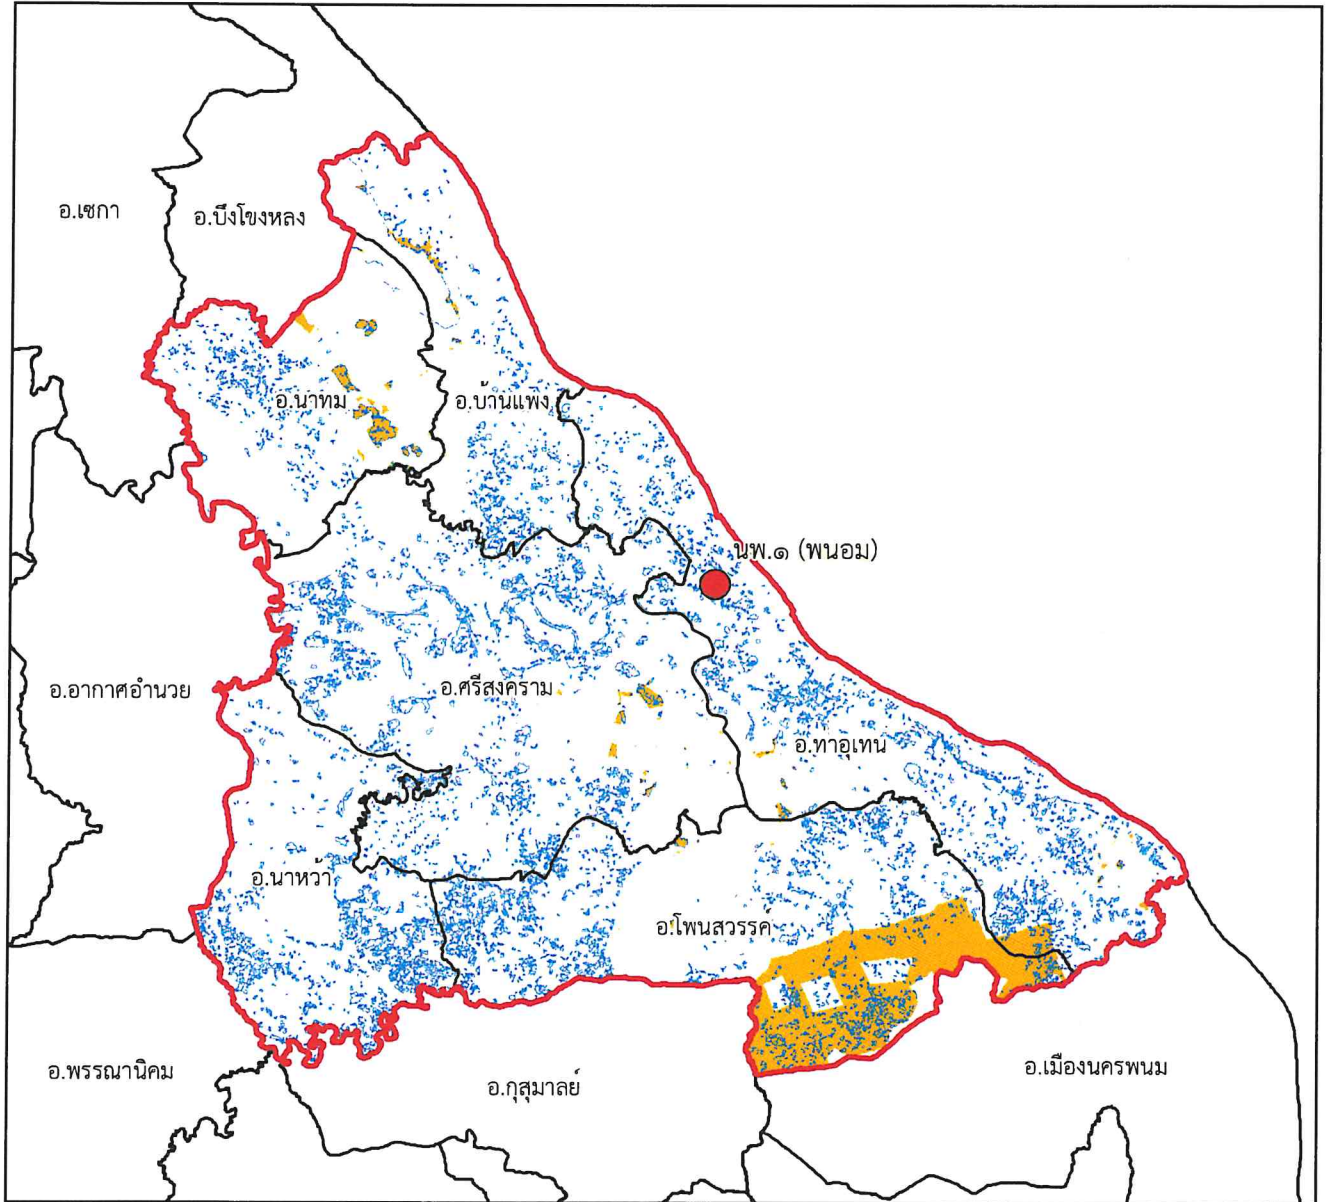 อ.เซกา
อ.บึงโขงหลง
อ.นาทม
อ.บ้านแพง
นพ.๑ (พนอม)
อ.อากาศอำนวย
อ.ศรีสงคราม
อ.ทาอุเทน
อ.นาหว้า
อ.โพนสวรรค์
อ.พรรณานิคม
อ.กุสุมาลย์
อ.เมืองนครพนม